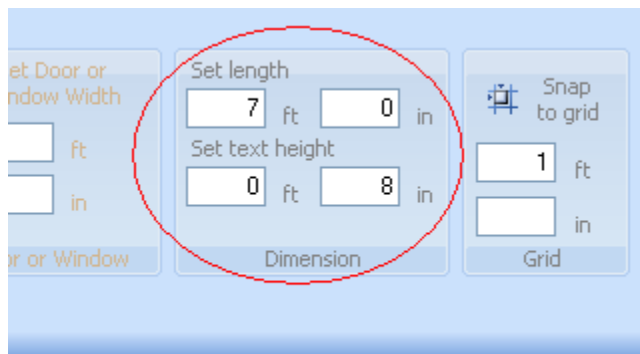 et Door or
ndow Width
ft
in
or or Window
Set length
7 ft 0 in
Set text height
0 ft 8 in
Dimension
Snap
to grid
1 ft
in
Grid